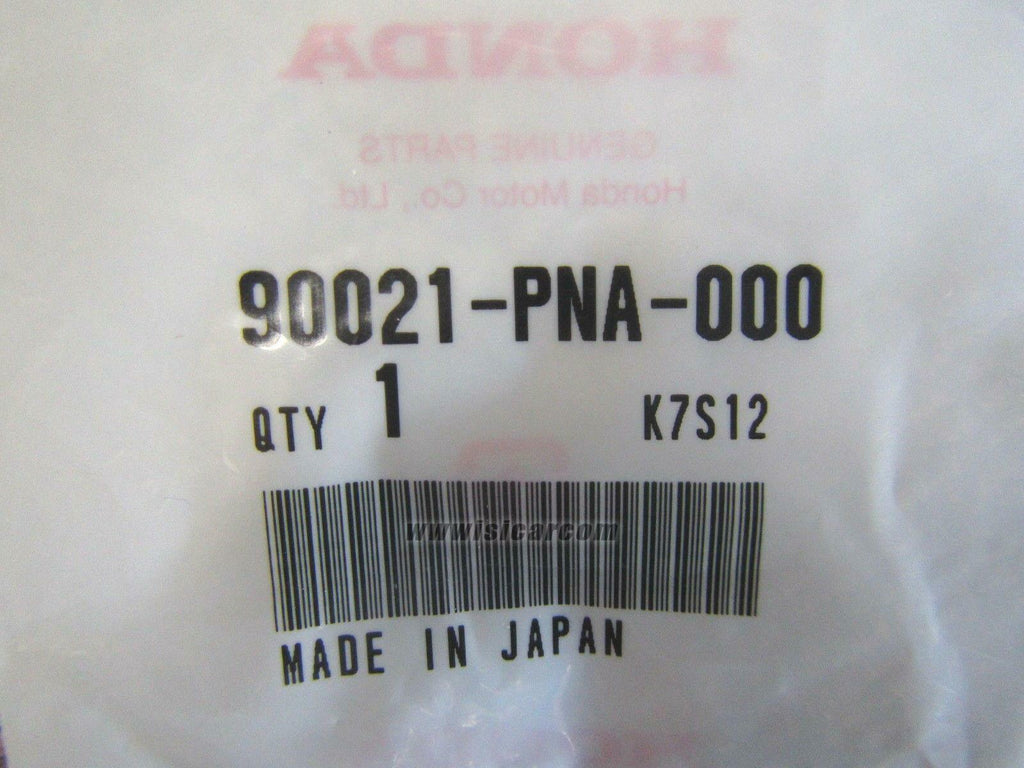 HONDA
GENUINE PARTS
Honda Motor Co., Ltd.
90021-PNA-000
QTY 1 K7S12
www.isicar.com
MADE IN JAPAN